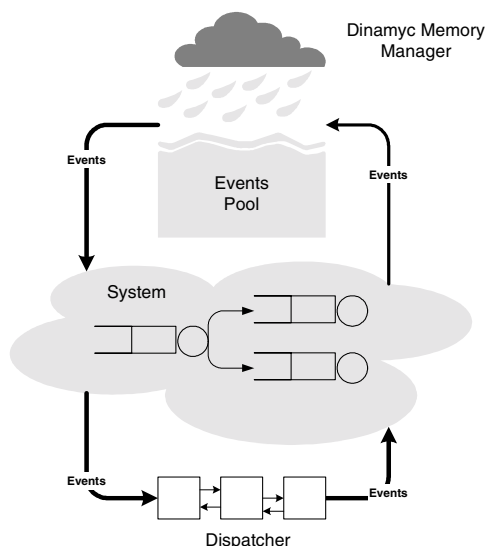 Dinamyc Memory
Manager
Events
Events
Events
Pool
System
Events
Events
Dispatcher